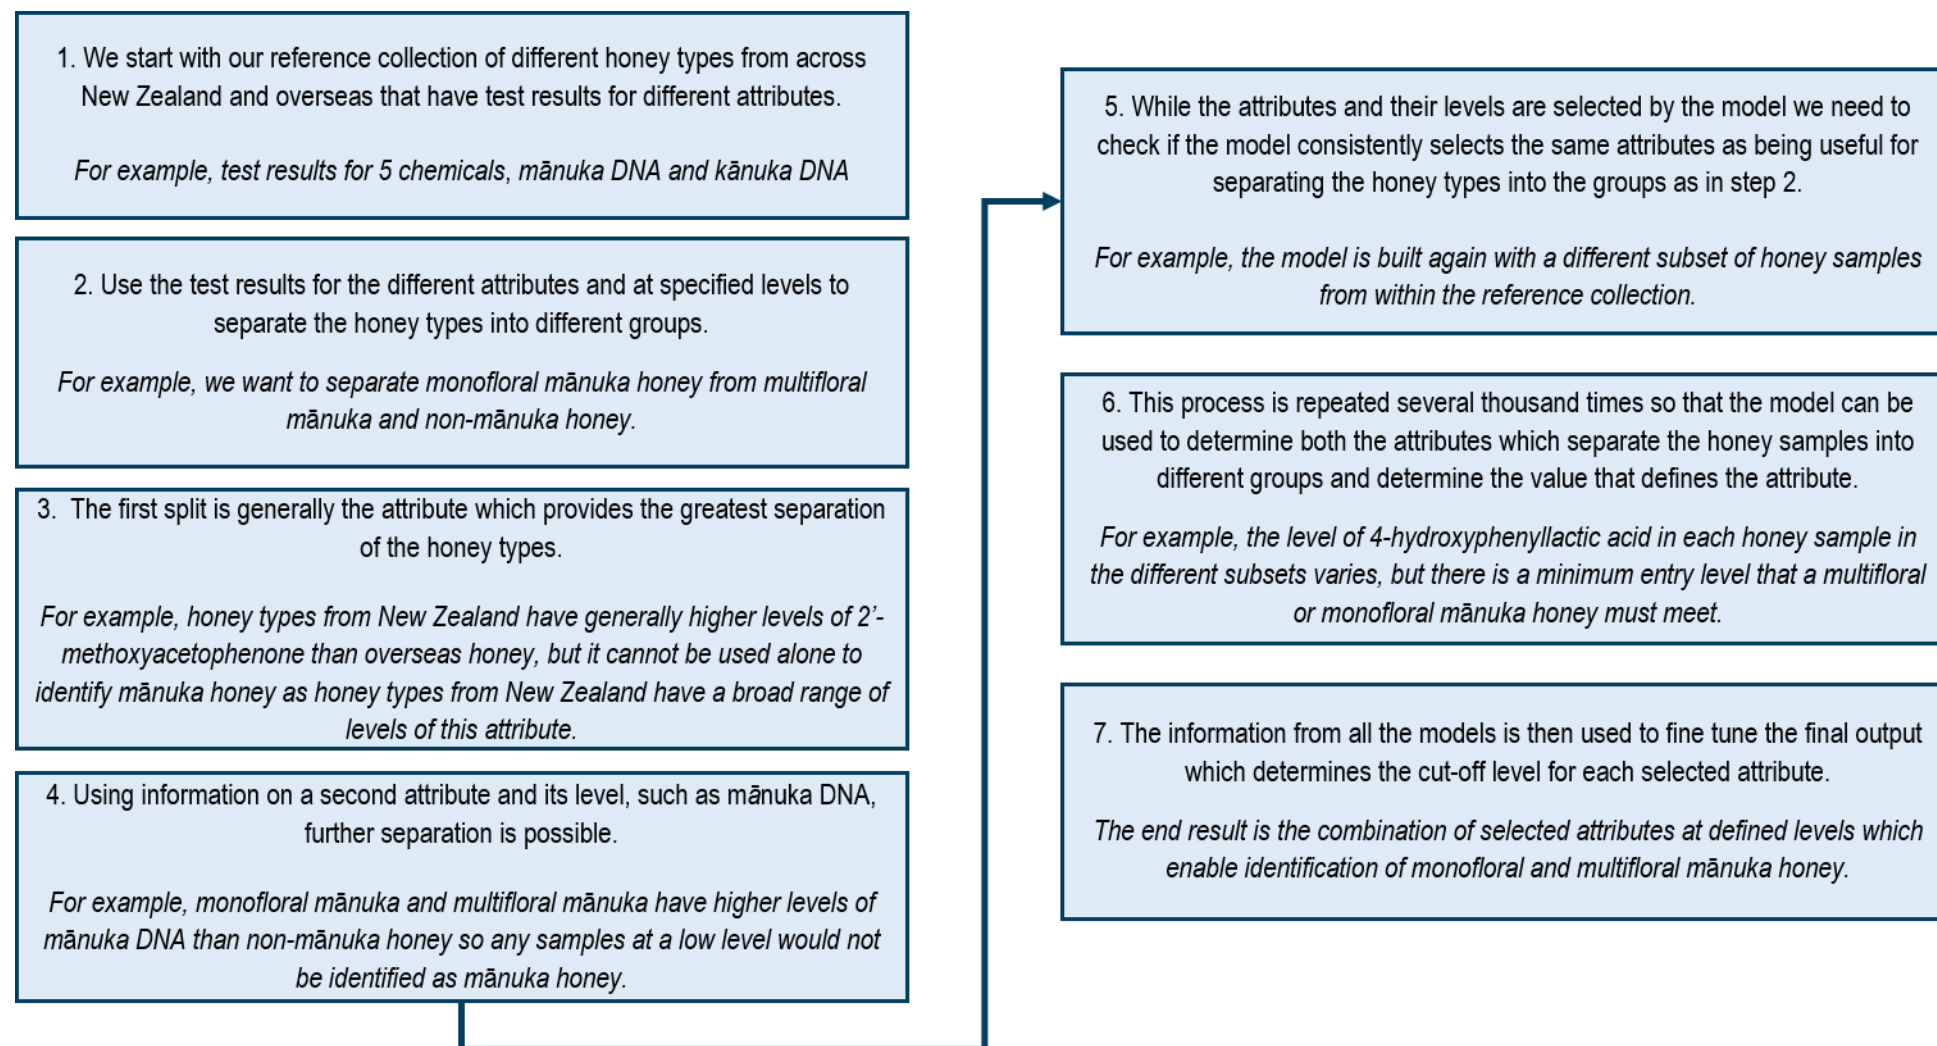 1. We start with our reference collection of different honey types from across
New Zealand and overseas that have test results for different attributes.
For example, test results for 5 chemicals, mānuka DNA and kānuka DNA
2. Use the test results for the different attributes and at specified levels to
separate the honey types into different groups.
For example, we want to separate monofloral mānuka honey from multifloral
mānuka and non-mānuka honey.
3. The first split is generally the attribute which provides the greatest separation
of the honey types.
For example, honey types from New Zealand have generally higher levels of 2’-
methoxyacetophenone than overseas honey, but it cannot be used alone to
identify mānuka honey as honey types from New Zealand have a broad range of
levels of this attribute.
4. Using information on a second attribute and its level, such as mānuka DNA,
further separation is possible.
For example, monofloral mānuka and multifloral mānuka have higher levels of
mānuka DNA than non-mānuka honey so any samples at a low level would not
be identified as mānuka honey.
5. While the attributes and their levels are selected by the model we need to
check if the model consistently selects the same attributes as being useful for
separating the honey types into the groups as in step 2.
For example, the model is built again with a different subset of honey samples
from within the reference collection.
6. This process is repeated several thousand times so that the model can be
used to determine both the attributes which separate the honey samples into
different groups and determine the value that defines the attribute.
For example, the level of 4-hydroxyphenyllactic acid in each honey sample in
the different subsets varies, but there is a minimum entry level that a multifloral
or monofloral mānuka honey must meet.
7. The information from all the models is then used to fine tune the final output
which determines the cut-off level for each selected attribute.
The end result is the combination of selected attributes at defined levels which
enable identification of monofloral and multifloral mānuka honey.